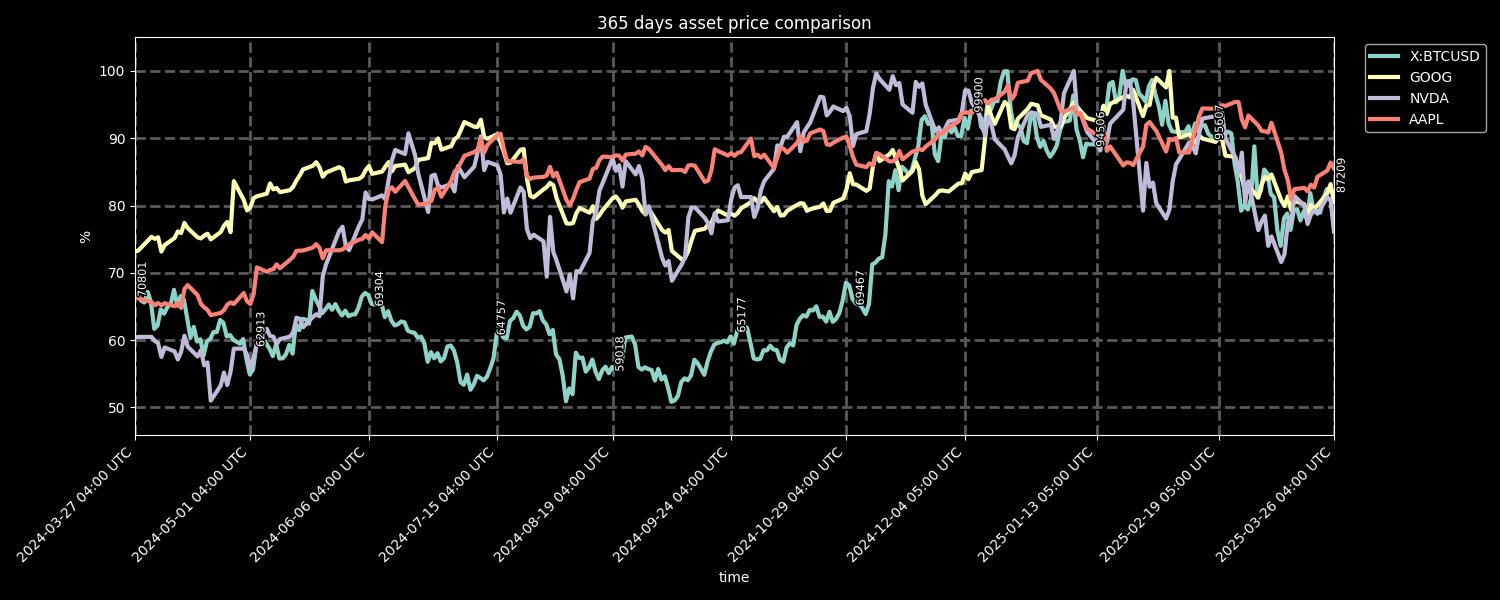 365 days asset price comparison
X:BTCUSD
GOOG
NVDA
AAPL
100
90
80
70
60
50
%
70801
62913
69304
64757
59018
65177
69467
99900
94506
95607
87209
2024-03-27 04:00 UTC
2024-05-01 04:00 UTC
2024-06-06 04:00 UTC
2024-07-15 04:00 UTC
2024-08-19 04:00 UTC
2024-09-24 04:00 UTC
2024-10-29 04:00 UTC
2024-12-04 05:00 UTC
2025-01-13 05:00 UTC
2025-02-19 05:00 UTC
2025-03-26 04:00 UTC
time